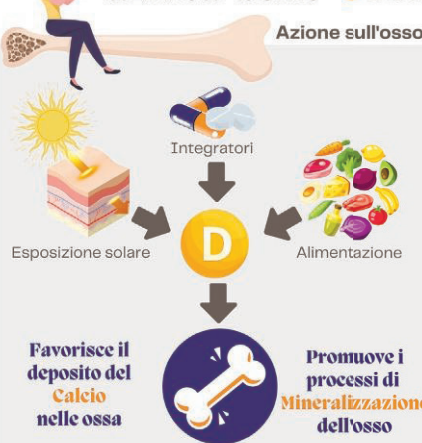 Azione sull'osso
Integratori
Esposizione solare
D
Alimentazione
Favorisce il
deposito del
Calcio
nelle ossa
Promuove i
processi di
Mineralizzazione
dell'osso